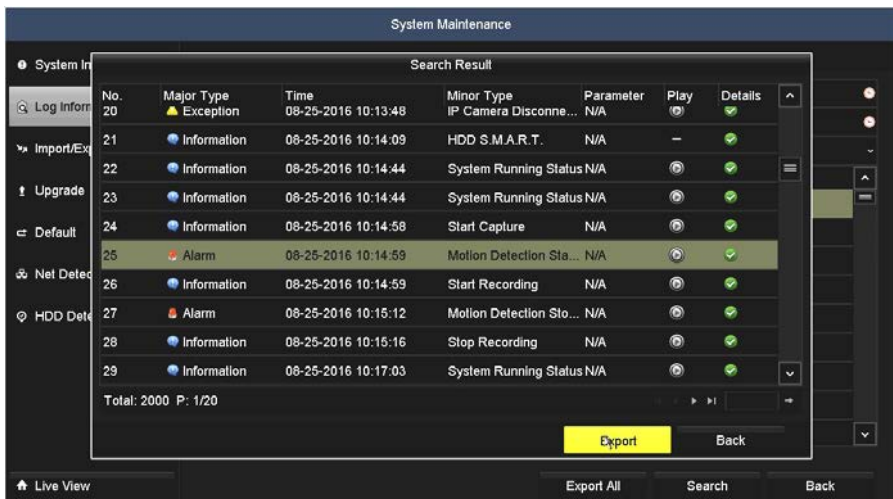 System Maintenance
System In
Search Result
Log Inform
Import/Ex
Upgrade
Default
Net Detec
HDD Dete
No. Major Type Time Minor Type Parameter Play Details
20 Exception 08-25-2016 10:13:48 IP Camera Disconne... N/A
21 Information 08-25-2016 10:14:09 HDD S.M.A.R.T. N/A –
22 Information 08-25-2016 10:14:44 System Running Status N/A
23 Information 08-25-2016 10:14:44 System Running Status N/A
24 Information 08-25-2016 10:14:58 Start Capture N/A
25 Alarm 08-25-2016 10:14:59 Motion Detection Sta... N/A
26 Information 08-25-2016 10:14:59 Start Recording N/A
27 Alarm 08-25-2016 10:15:12 Motion Detection Sto... N/A
28 Information 08-25-2016 10:15:16 Stop Recording N/A
29 Information 08-25-2016 10:17:03 System Running Status N/A
Total: 2000 P: 1/20
Export Back
Live View Export All Search Back